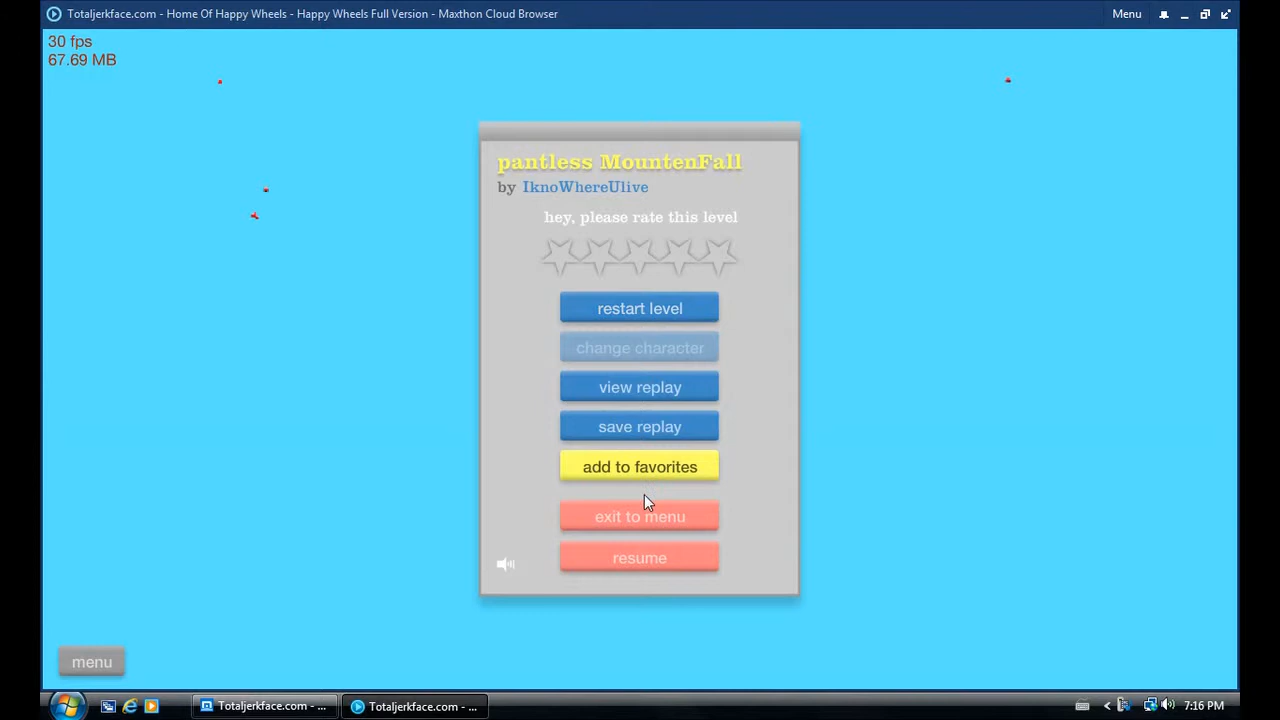 Totaljerkface.com - Home Of Happy Wheels - Happy Wheels Full Version - Maxthon Cloud Browser
Menu
30 fps
67.69 MB
pantless MountenFall
by IknoWhereUlive
hey, please rate this level
restart level
change character
view replay
save replay
add to favorites
exit to menu
resume
menu
Totaljerkface.com - ...
Totaljerkface.com - ...
7:16 PM